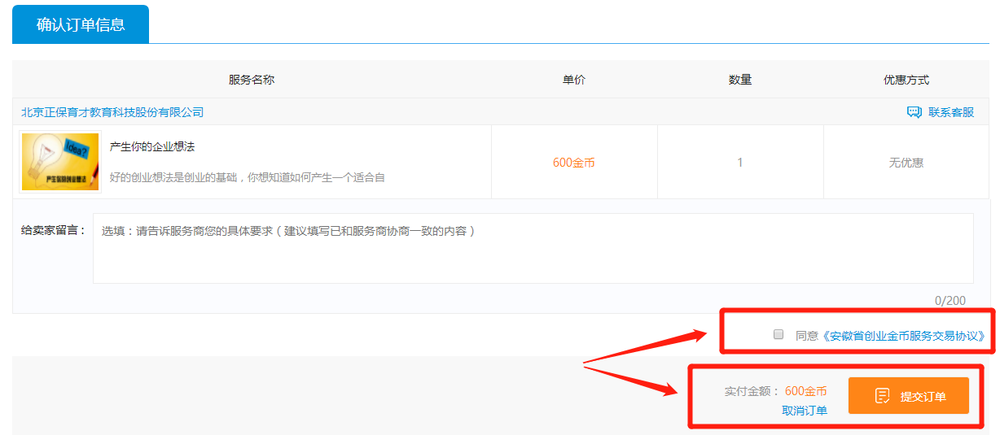 确认订单信息
服务名称 单价 数量 优惠方式
北京正保育才教育科技股份有限公司 联系客服
Idea?
产生你的创业想法
产生你的企业想法
好的创业想法是创业的基础，你想知道如何产生一个适合自
600金币 1 无优惠
给卖家留言： 选填：请告诉服务商您的具体要求（建议填写已和服务商协商一致的内容）
0/200
同意《安徽省创业金币服务交易协议》
实付金额： 600金币
取消订单
提交订单